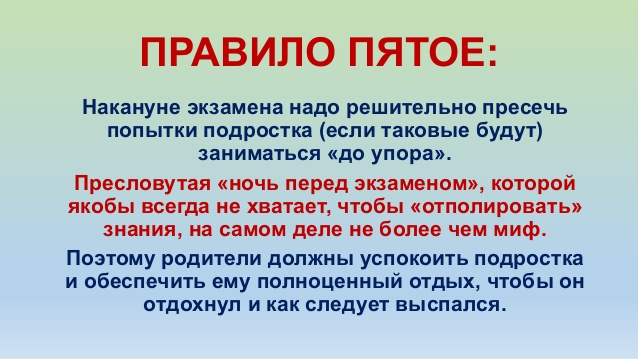 ПРАВИЛО ПЯТОЕ:
Накануне экзамена надо решительно пресечь
попытки подростка (если таковые будут)
заниматься «до упора».
Пресловутая «ночь перед экзаменом», которой
якобы всегда не хватает, чтобы «отполировать»
знания, на самом деле не более чем миф.
Поэтому родители должны успокоить подростка
и обеспечить ему полноценный отдых, чтобы он
отдохнул и как следует выспался.